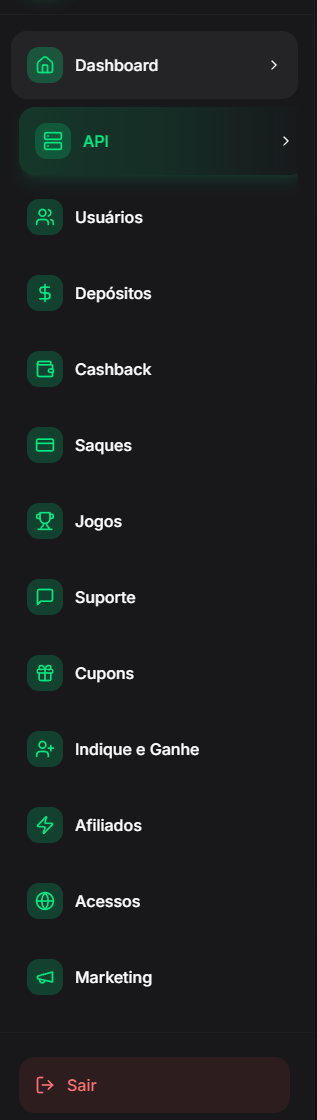 Dashboard
API
Usuários
Depósitos
Cashback
Saques
Jogos
Suporte
Cupons
Indique e Ganhe
Afiliados
Acessos
Marketing
Sair